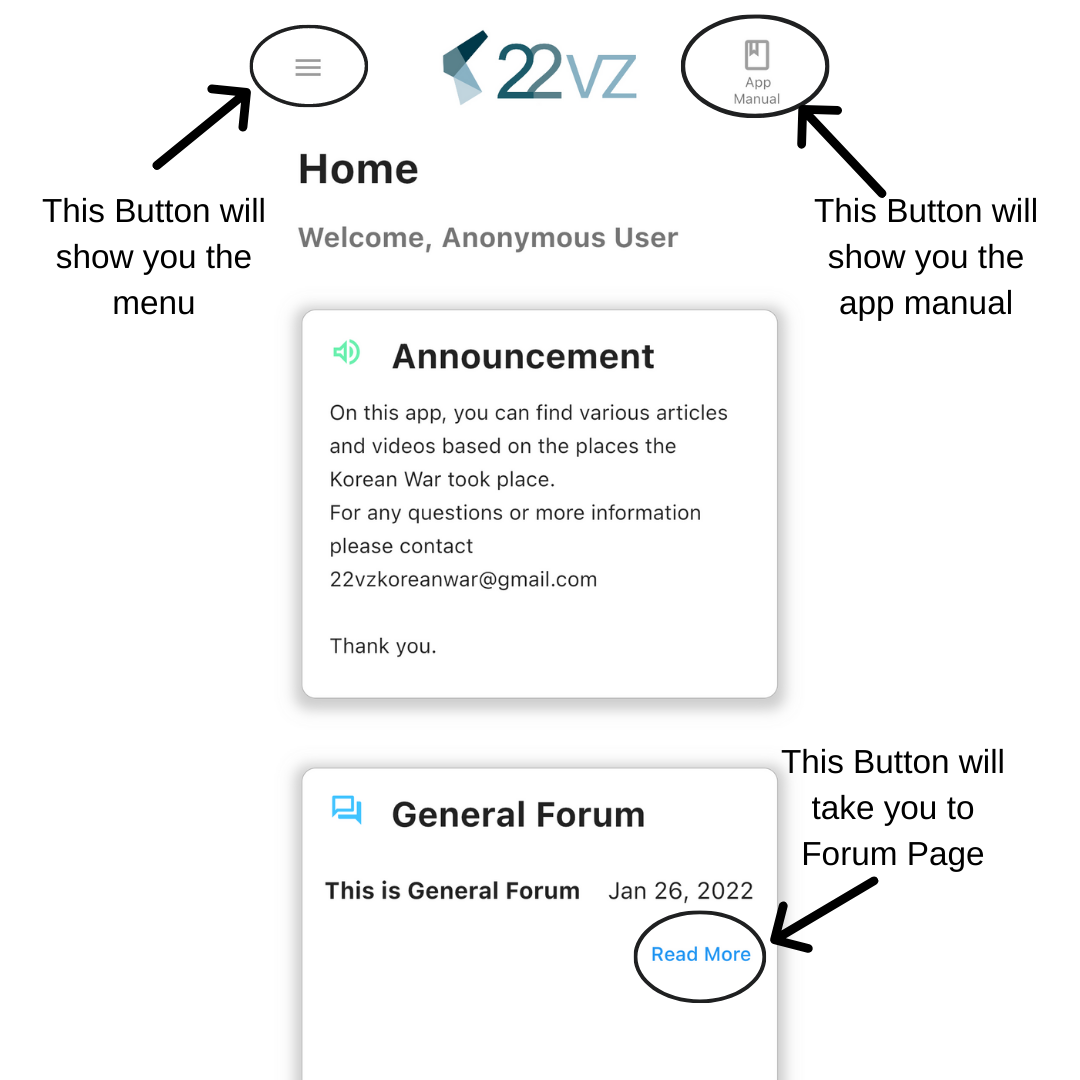 22VZ
App
Manual
Home
This Button will
show you the
menu
This Button will
show you the
app manual
Welcome, Anonymous User
Announcement
On this app, you can find various articles
and videos based on the places the
Korean War took place.
For any questions or more information
please contact
22vzkoreanwar@gmail.com
Thank you.
This Button will
take you to
Forum Page
General Forum
This is General Forum Jan 26, 2022
Read More